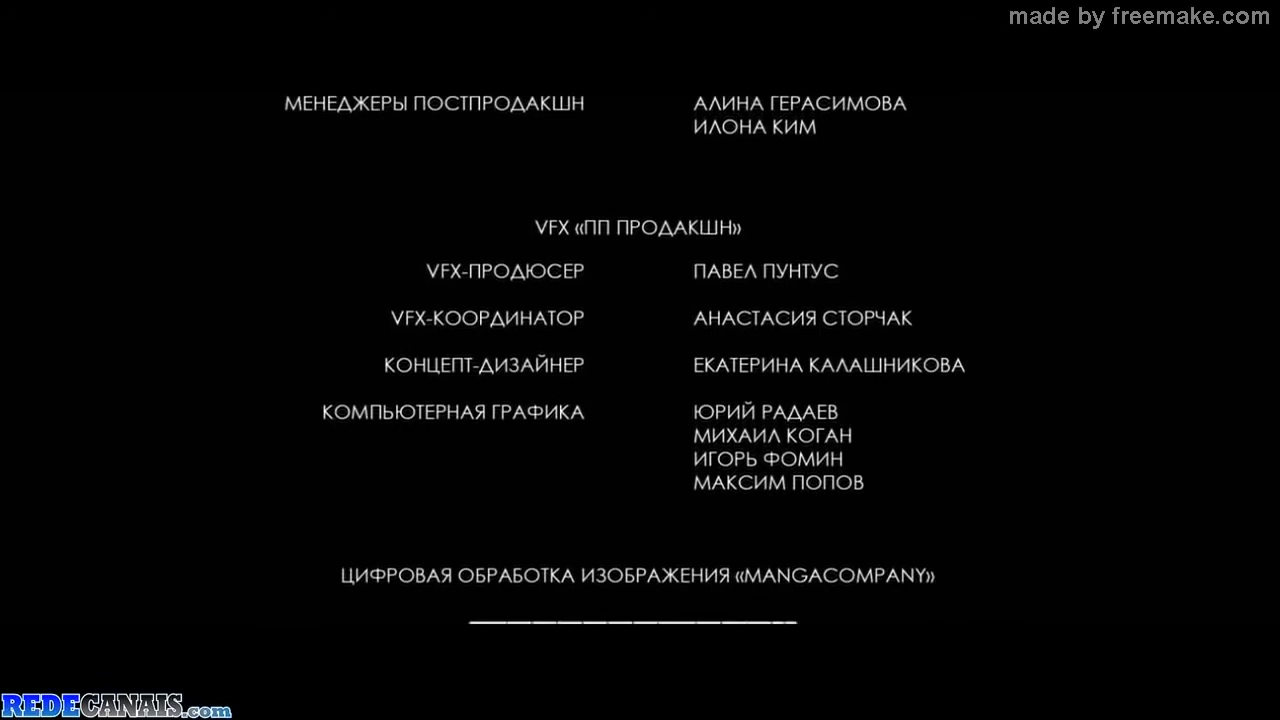 made by freemake.com
МЕНЕДЖЕРЫ ПОСТПРОДАКШН АЛИНА ГЕРАСИМОВА
ИЛОНА КИМ
VFX «ПП ПРОДАКШН»
VFX-ПРОДЮСЕР ПАВЕЛ ПУНТУС
VFX-КООРДИНАТОР АНАСТАСИЯ СТОРЧАК
КОНЦЕПТ-ДИЗАЙНЕР ЕКАТЕРИНА КАЛАШНИКОВА
КОМПЬЮТЕРНАЯ ГРАФИКА ЮРИЙ РАДАЕВ
МИХАИЛ КОГАН
ИГОРЬ ФОМИН
МАКСИМ ПОПОВ
ЦИФРОВАЯ ОБРАБОТКА ИЗОБРАЖЕНИЯ «MANGACOMPANY»
REDECANAIS.com